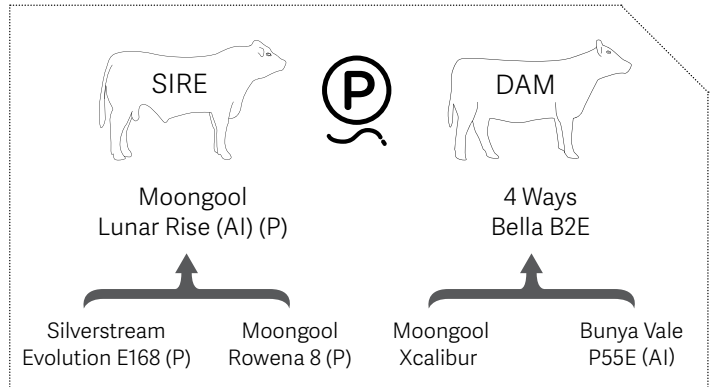 SIRE
P
DAM
Moongool
Lunar Rise (AI) (P)
4 Ways
Bella B2E
Silverstream
Evolution E168 (P)
Moongool
Rowena 8 (P)
Moongool
Xcalibur
Bunya Vale
P55E (AI)